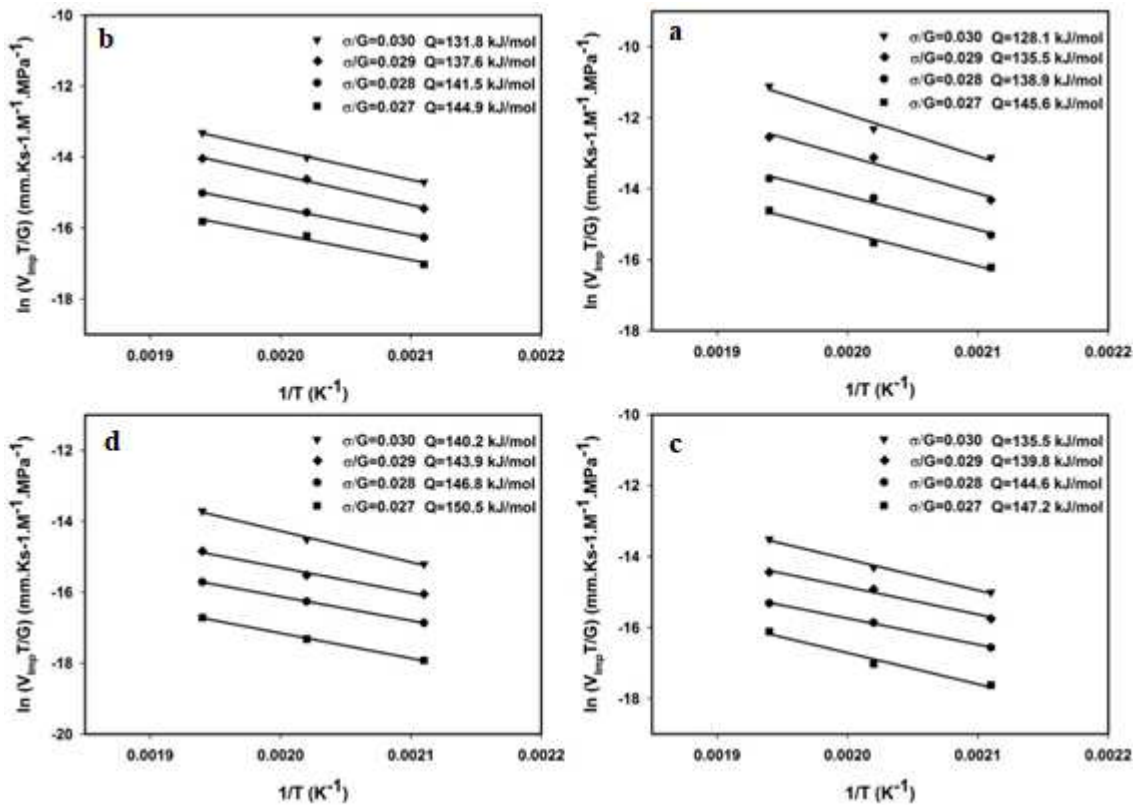 b
σ/G=0.030 Q=131.8 kJ/mol
σ/G=0.029 Q=137.6 kJ/mol
σ/G=0.028 Q=141.5 kJ/mol
σ/G=0.027 Q=144.9 kJ/mol
ln (V_Imp T/G) (mm.Ks-1.M⁻¹.MPa⁻¹)
-10
-12
-14
-16
-18
0.0019 0.0020 0.0021 0.0022
1/T (K⁻¹)
a
σ/G=0.030 Q=128.1 kJ/mol
σ/G=0.029 Q=135.5 kJ/mol
σ/G=0.028 Q=138.9 kJ/mol
σ/G=0.027 Q=145.6 kJ/mol
ln (V_Imp T/G) (mm.Ks-1.M⁻¹.MPa⁻¹)
-10
-12
-14
-16
-18
0.0019 0.0020 0.0021 0.0022
1/T (K⁻¹)
d
σ/G=0.030 Q=140.2 kJ/mol
σ/G=0.029 Q=143.9 kJ/mol
σ/G=0.028 Q=146.8 kJ/mol
σ/G=0.027 Q=150.5 kJ/mol
ln (V_Imp T/G) (mm.Ks-1.M⁻¹.MPa⁻¹)
-12
-14
-16
-18
-20
0.0019 0.0020 0.0021 0.0022
1/T (K⁻¹)
c
σ/G=0.030 Q=135.5 kJ/mol
σ/G=0.029 Q=139.8 kJ/mol
σ/G=0.028 Q=144.6 kJ/mol
σ/G=0.027 Q=147.2 kJ/mol
ln (V_Imp T/G) (mm.Ks-1.M⁻¹.MPa⁻¹)
-10
-12
-14
-16
-18
0.0019 0.0020 0.0021 0.0022
1/T (K⁻¹)